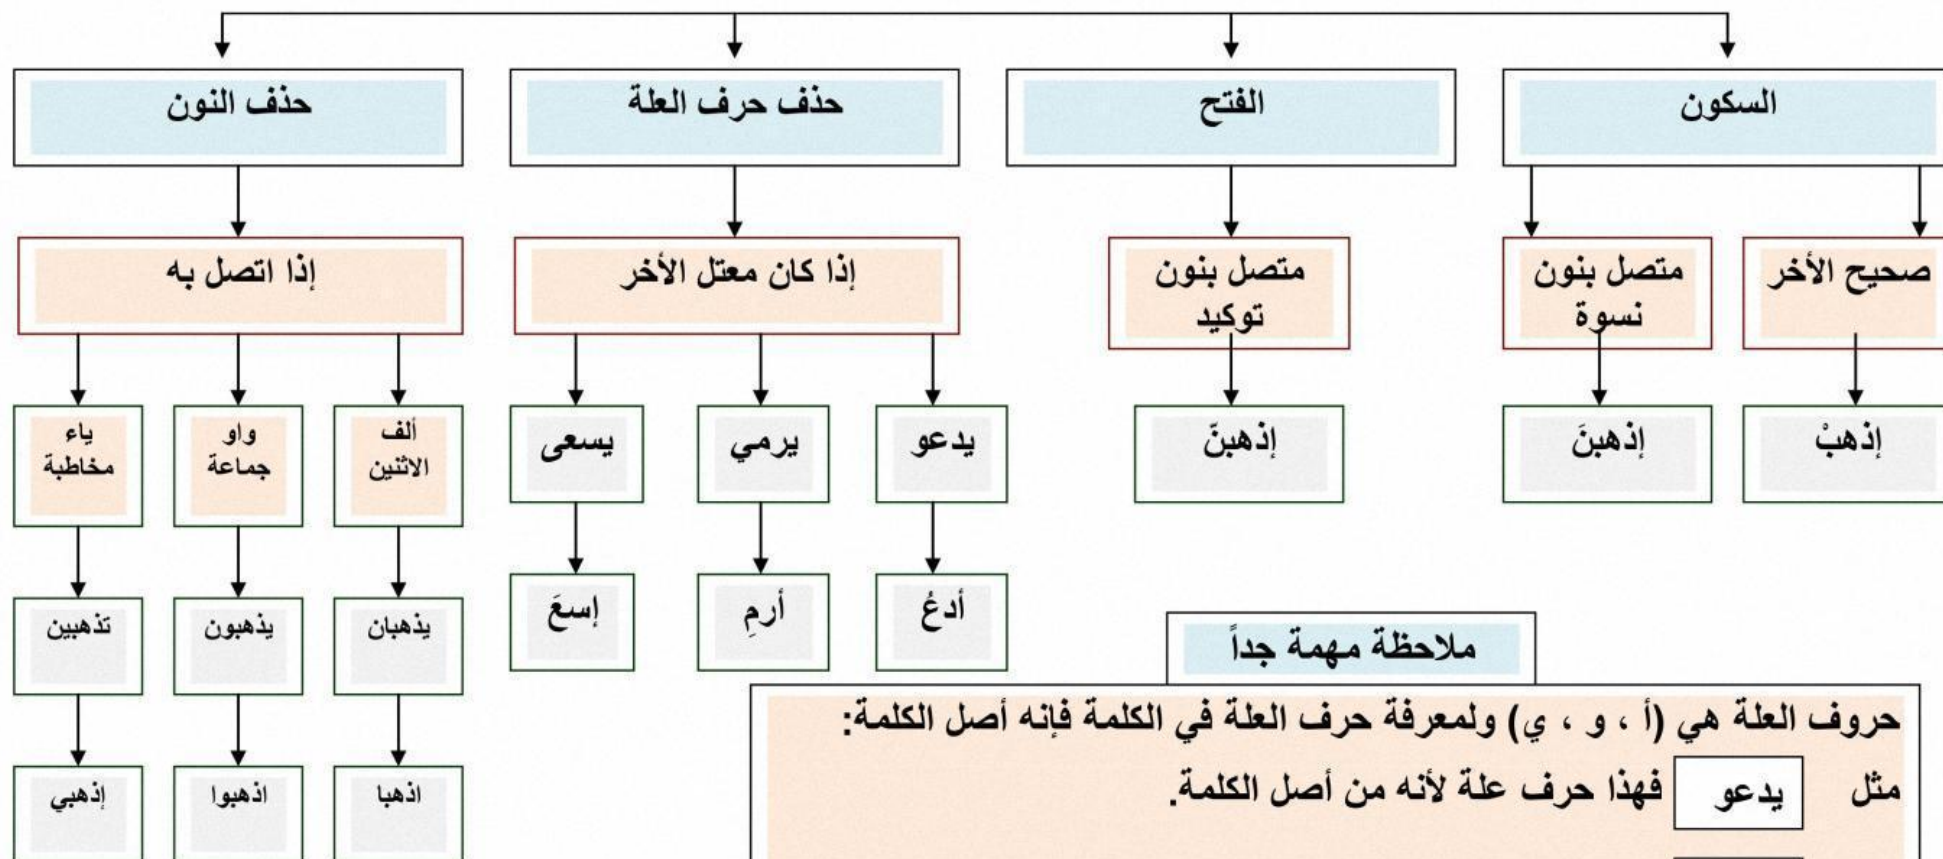 السكون
الفتح
حذف حرف العلة
حذف النون
صحيح الأخر
متصل بنون
نسوة
متصل بنون
توكيد
إذا كان معتل الأخر
إذا اتصل به
إذهبْ
إذهبنَ
إذهبنّ
يدعو
يرمي
يسعى
ألف
الاثنين
واو
جماعة
ياء
مخاطبة
أدعُ
أرمِ
إسعَ
يذهبان
يذهبون
تذهبين
اذهبا
اذهبوا
إذهبي
ملاحظة مهمة جداً
حروف العلة هي (أ ، و ، ي) ولمعرفة حرف العلة في الكلمة فإنه أصل الكلمة:
مثل يدعو فهذا حرف علة لأنه من أصل الكلمة.